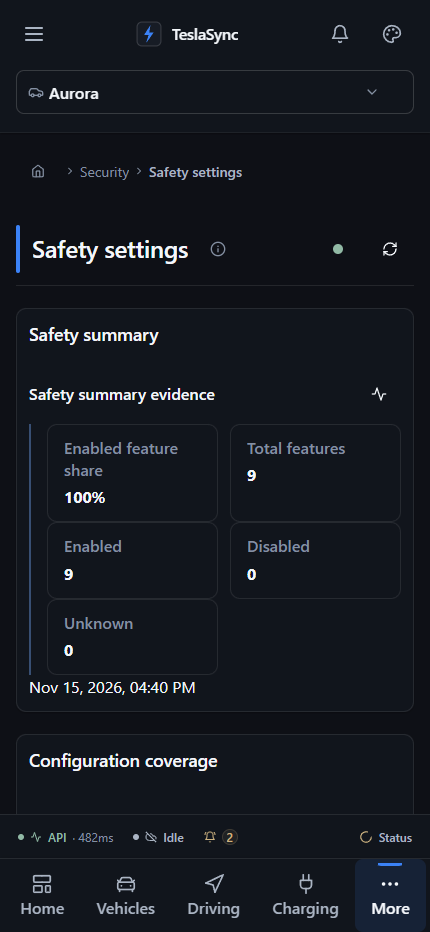 TeslaSync
Aurora
Security
Safety settings
Safety settings
Safety summary
Safety summary evidence
Enabled feature
share
100%
Total features
9
Enabled
9
Disabled
0
Unknown
0
Nov 15, 2026, 04:40 PM
Configuration coverage
API · 482ms
Idle
2
Status
Home
Vehicles
Driving
Charging
More